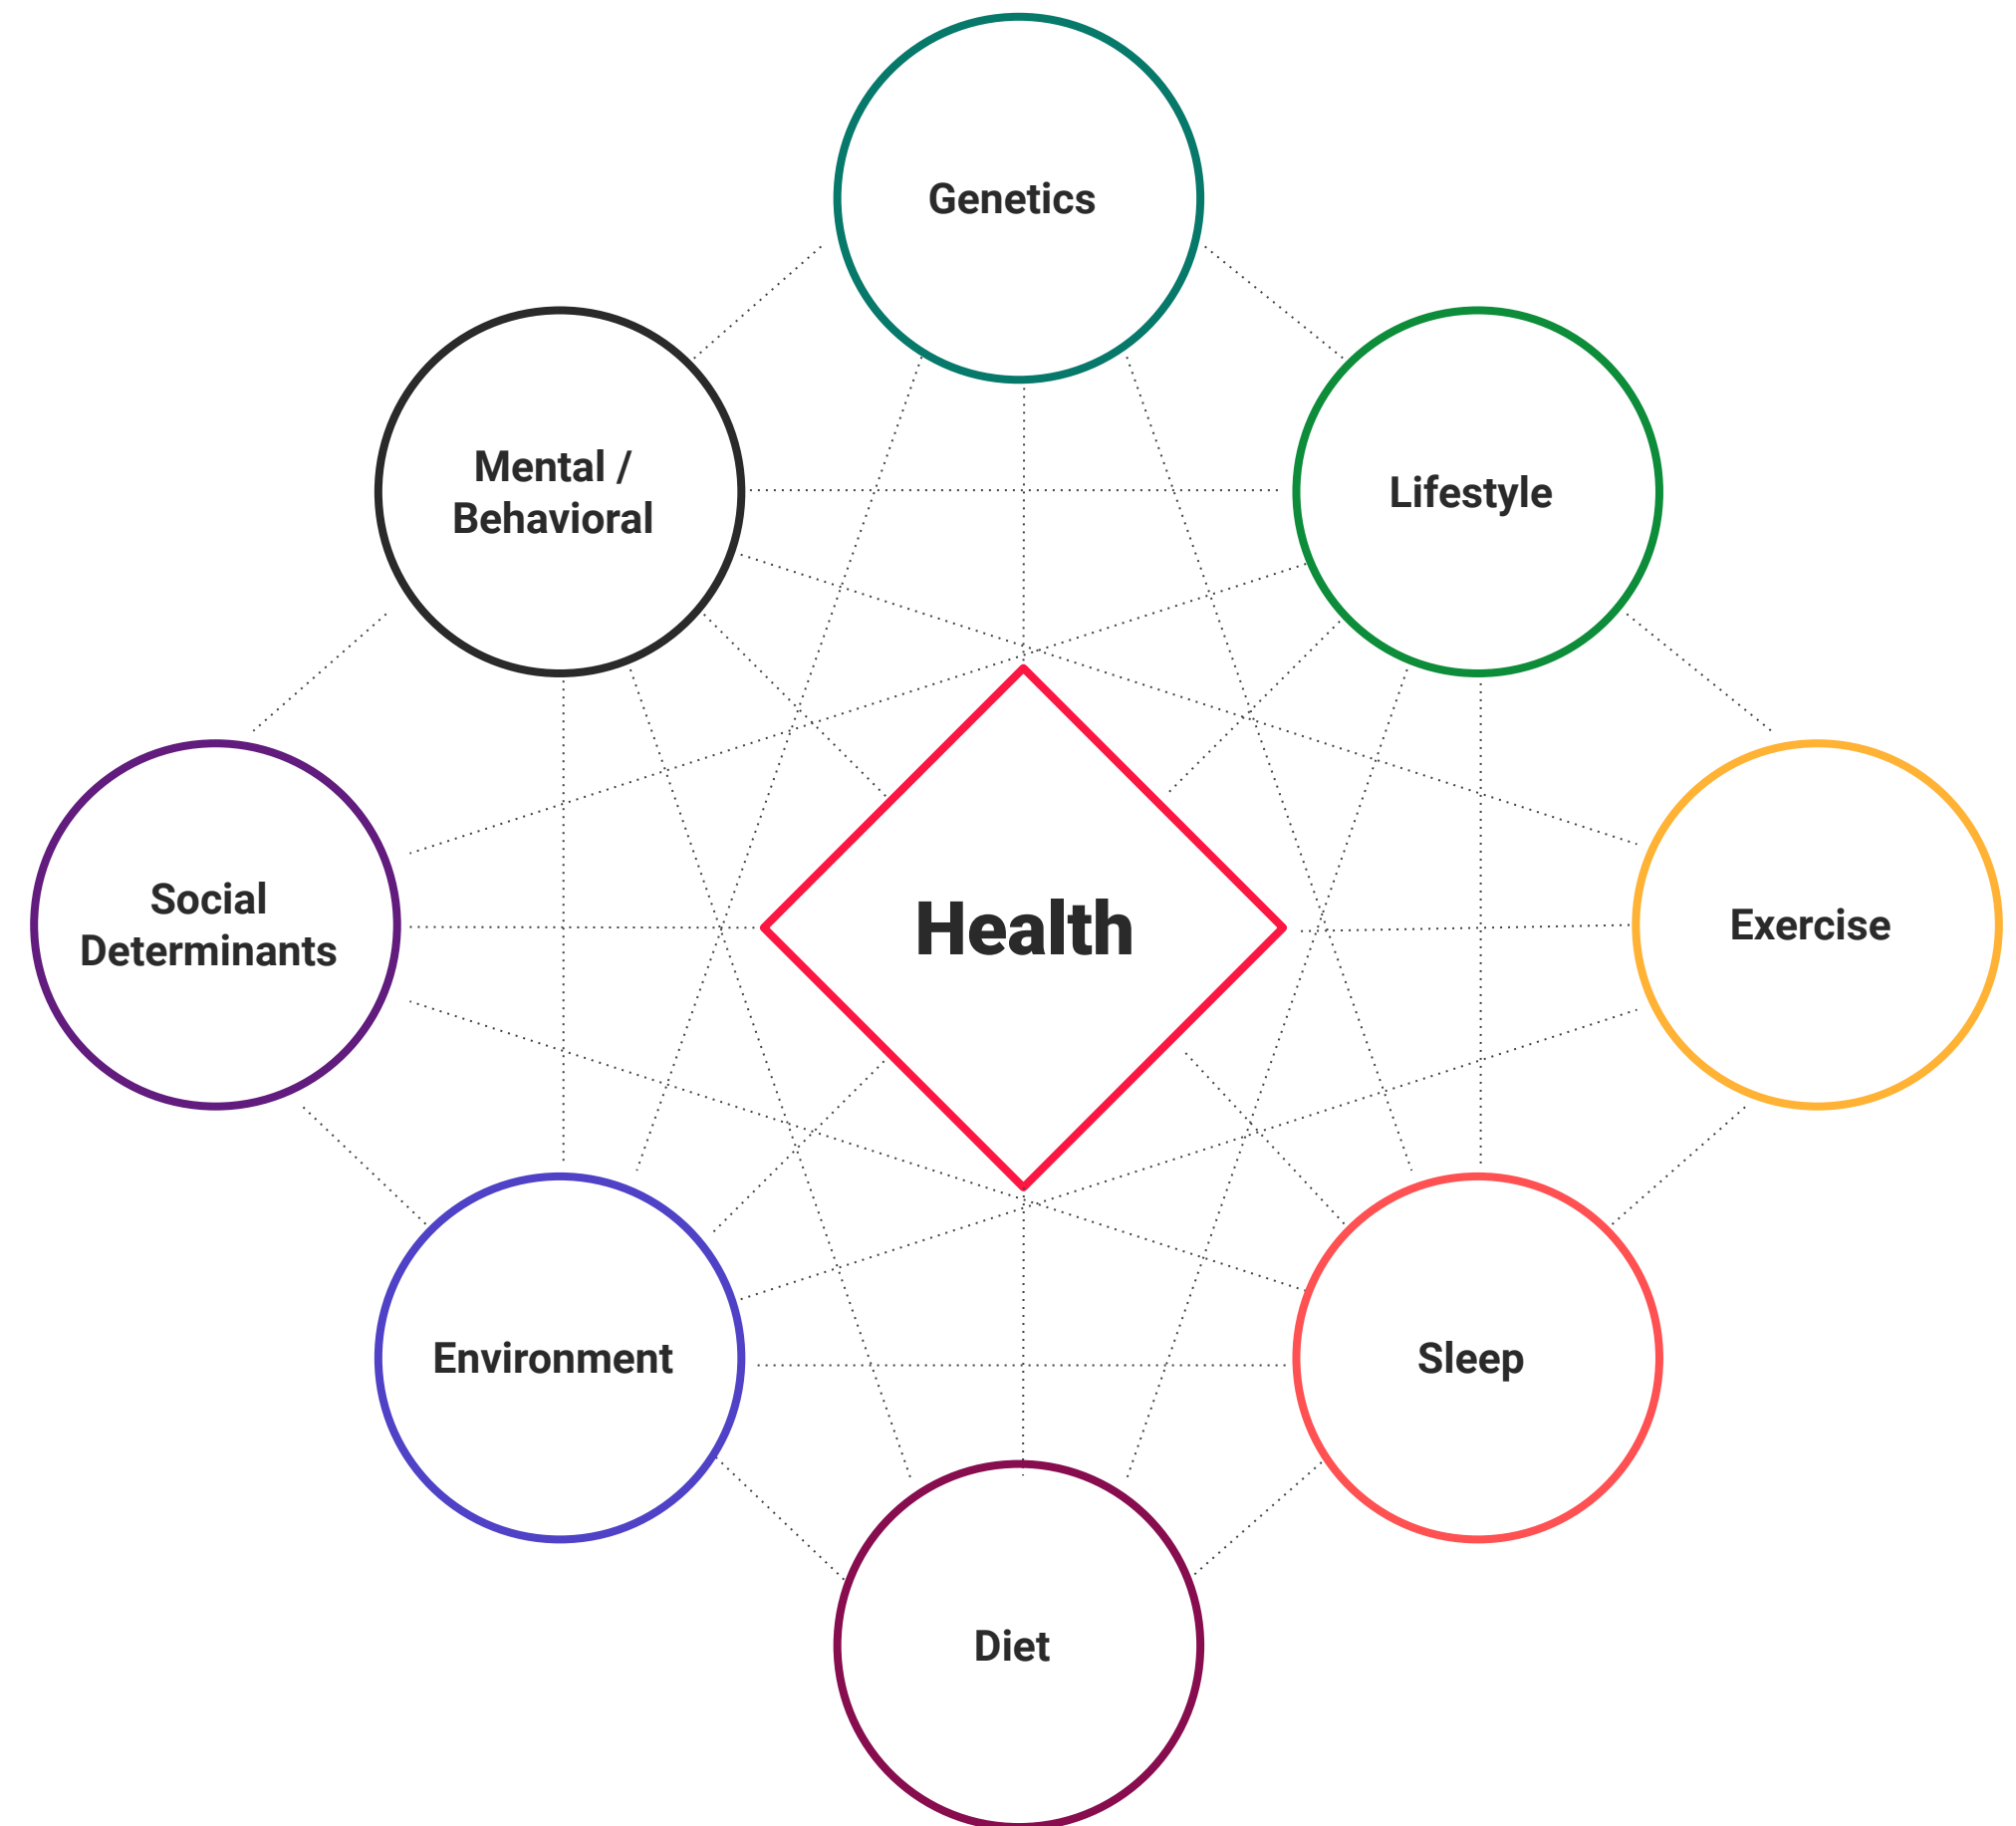 Genetics
Mental /
Behavioral
Lifestyle
Social
Determinants
Health
Exercise
Environment
Sleep
Diet